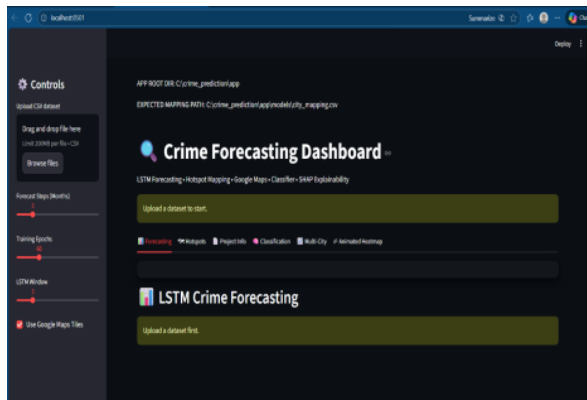 localhost:8501
Summarize
Deploy
Controls
Upload CSV dataset
Drag and drop file here
Limit 200MB per file • CSV
Browse files
Forecast Steps (Months)
Training Epochs
60
LSTM Window
Use Google Maps Tiles
APP ROOT DIR: C:\crime_prediction\app
EXPECTED MAPPING PATH: C:\crime_prediction\app\models\city_mapping.csv
Crime Forecasting Dashboard
LSTM Forecasting • Hotspot Mapping • Google Maps • Classifier • SHAP Explainability
Upload a dataset to start.
Forecasting Hotspots Project Info Classification Multi-City Animated Heatmap
LSTM Crime Forecasting
Upload a dataset first.